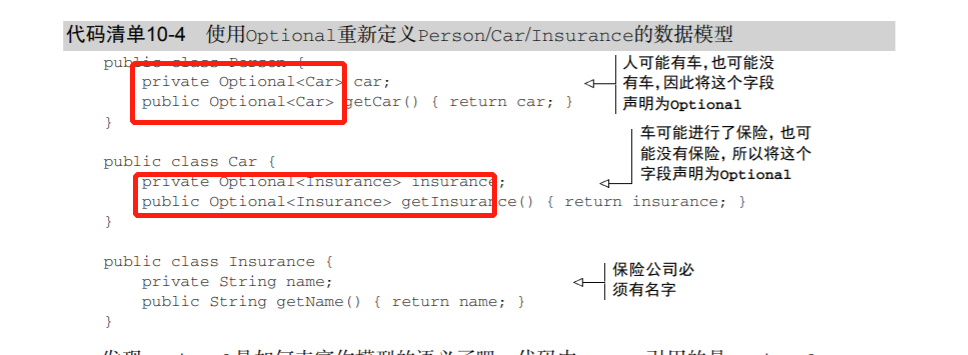 代码清单10-4 使用Optional重新定义Person/Car/Insurance的数据模型
public class Person {
private Optional<Car> car;
public Optional<Car> getCar() { return car; }
}
人可能有车,也可能没
有车,因此将这个字段
声明为Optional
public class Car {
private Optional<Insurance> insurance;
public Optional<Insurance> getInsurance() { return insurance; }
}
车可能进行了保险,也可
能没有保险,所以将这个
字段声明为Optional
public class Insurance {
private String name;
public String getName() { return name; }
}
保险公司必
须有名字